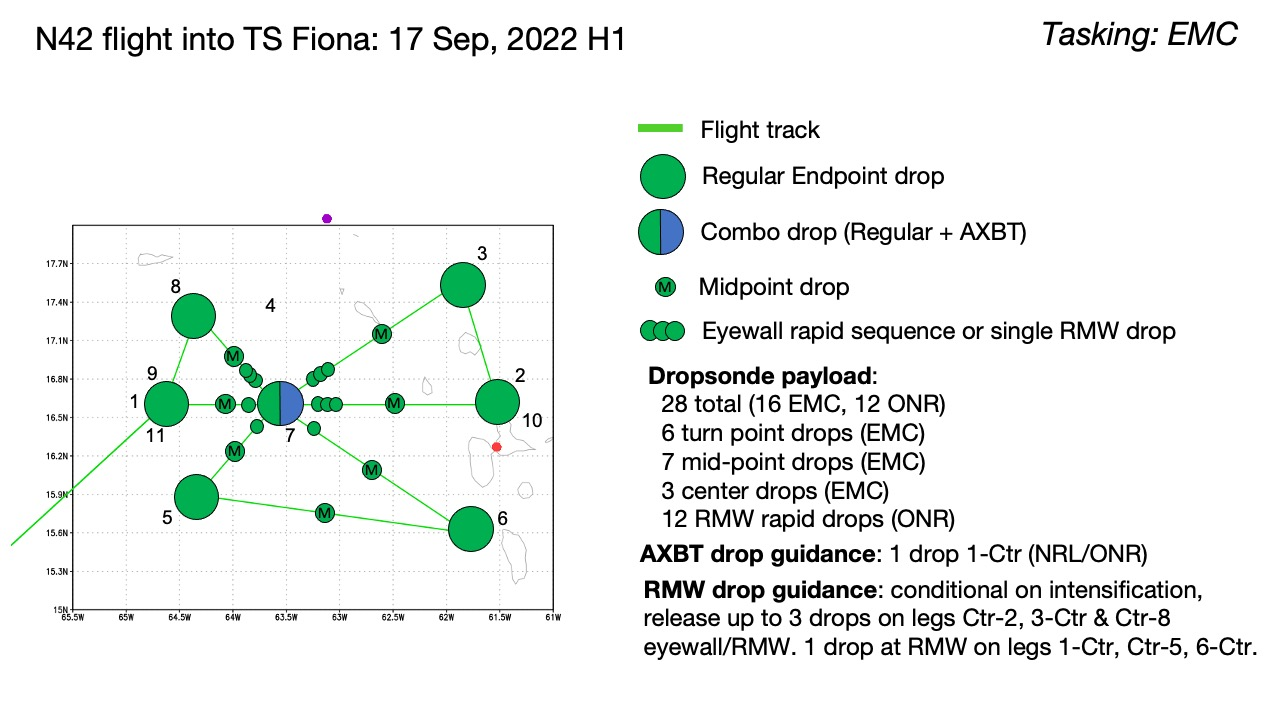 N42 flight into TS Fiona: 17 Sep, 2022 H1
Tasking: EMC
Flight track
Regular Endpoint drop
Combo drop (Regular + AXBT)
M Midpoint drop
Eyewall rapid sequence or single RMW drop
Dropsonde payload:
28 total (16 EMC, 12 ONR)
6 turn point drops (EMC)
7 mid-point drops (EMC)
3 center drops (EMC)
12 RMW rapid drops (ONR)
AXBT drop guidance: 1 drop 1-Ctr (NRL/ONR)
RMW drop guidance: conditional on intensification,
release up to 3 drops on legs Ctr-2, 3-Ctr & Ctr-8
eyewall/RMW. 1 drop at RMW on legs 1-Ctr, Ctr-5, 6-Ctr.
3
17.7N
8
4
17.4N
M
17.1N
M
9
2
16.8N
1
M
M
16.5N
11
7
10
M
16.2N
M
15.9N
5
M
6
15.6N
15.3N
15N
65.5W 65W 64.5W 64W 63.5W 63W 62.5W 62W 61.5W 61W